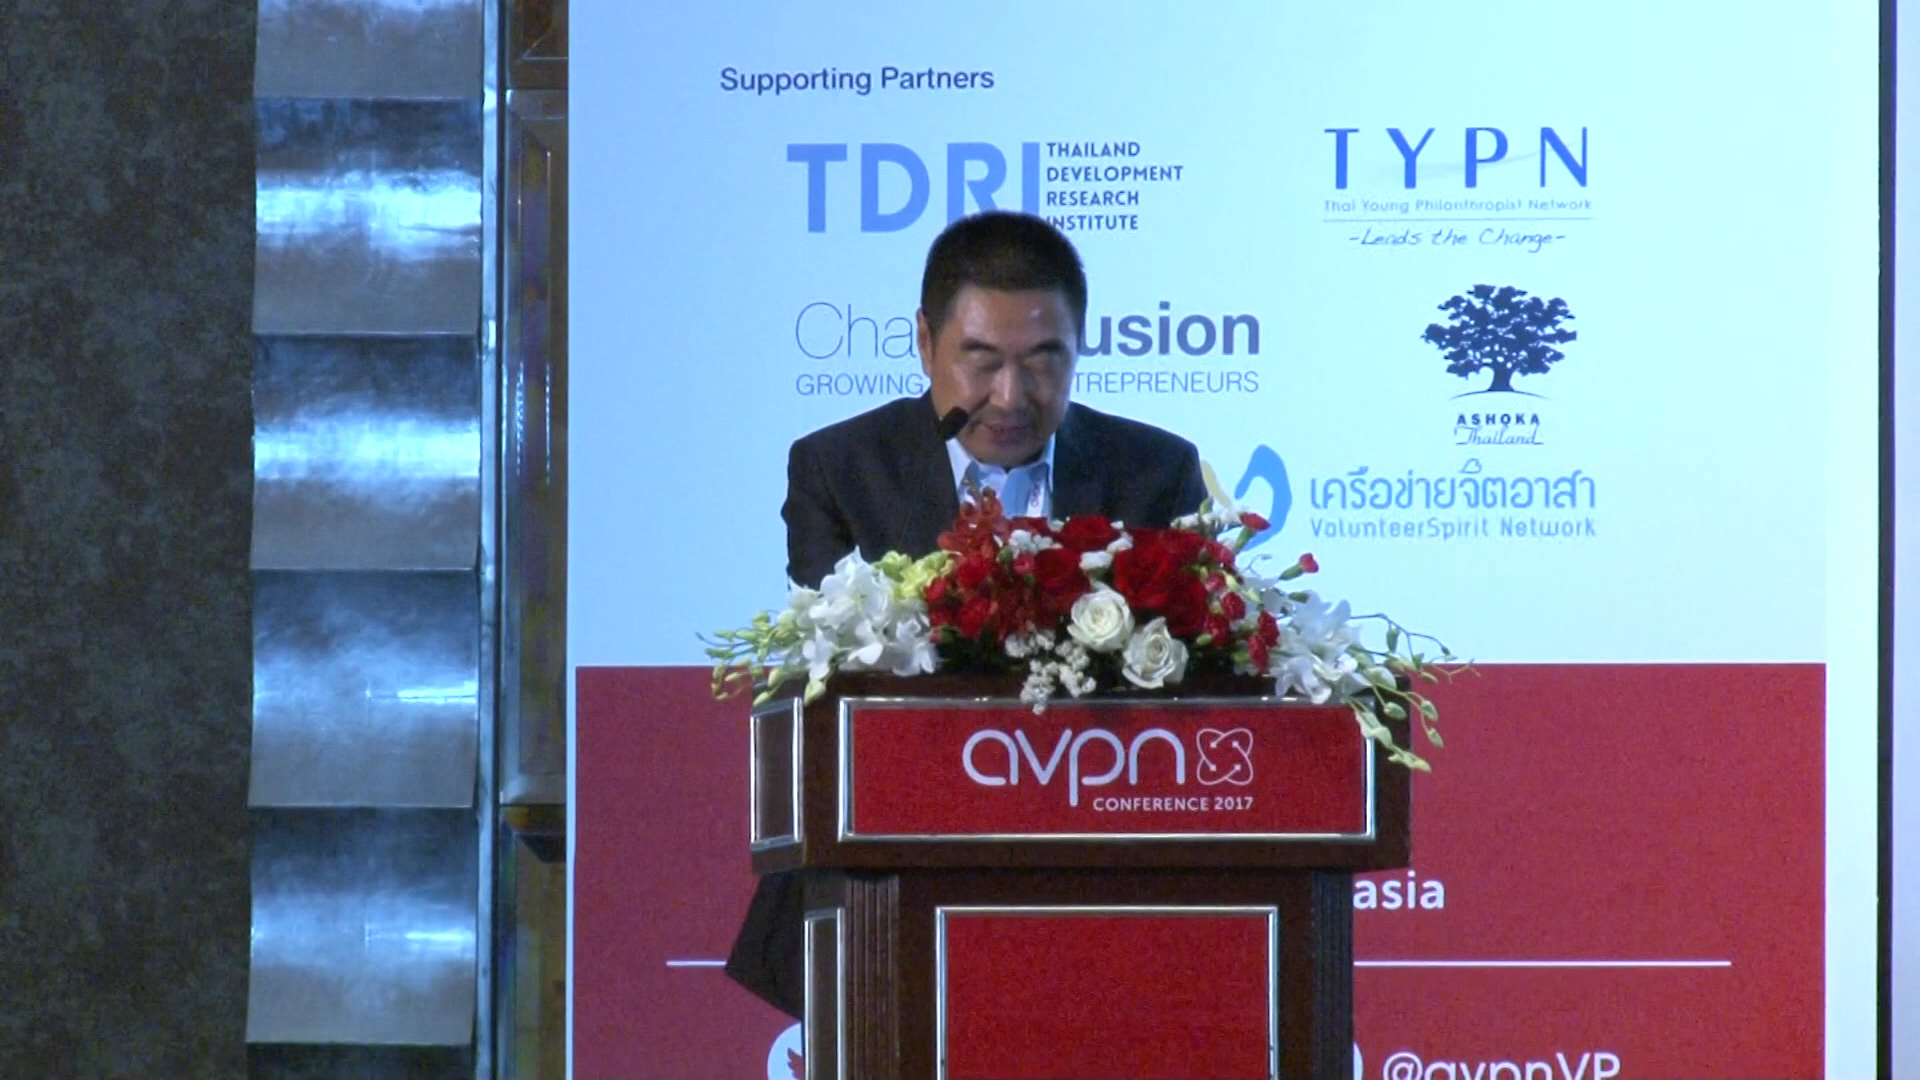 Supporting Partners
TDRI
THAILAND
DEVELOPMENT
RESEARCH
INSTITUTE
TYPN
Thai Young Philanthropist Network
-Leads the Change-
Cha usion
GROWING TREPRENEURS
ASHOKA
Thailand
เครือข่ายจิตอาสา
VolunteerSpirit Network
avpn
CONFERENCE 2017
asia
@avpnVP